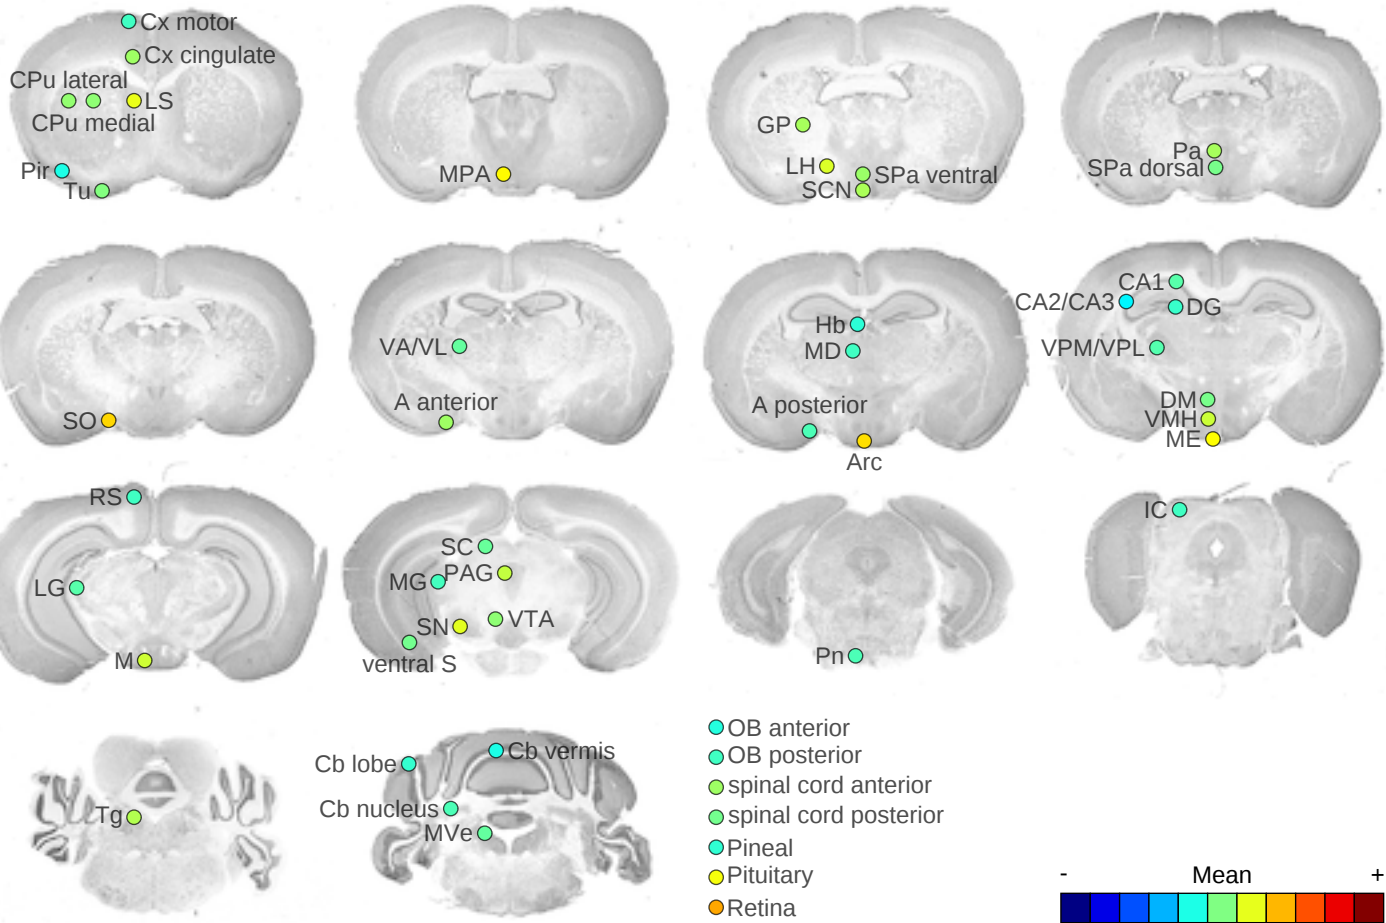 Cx motor
Cx cingulate
CPu lateral
LS
CPu medial
Pir
Tu
MPA
GP
LH
SPa ventral
SCN
Pa
SPa dorsal
SO
VA/VL
A anterior
Hb
MD
A posterior
Arc
CA1
CA2/CA3
DG
VPM/VPL
DM
VMH
ME
RS
LG
M
SC
MG
PAG
SN
VTA
ventral S
Pn
IC
Tg
Cb lobe
Cb vermis
Cb nucleus
MVe
OB anterior
OB posterior
spinal cord anterior
spinal cord posterior
Pineal
Pituitary
Retina
- Mean +